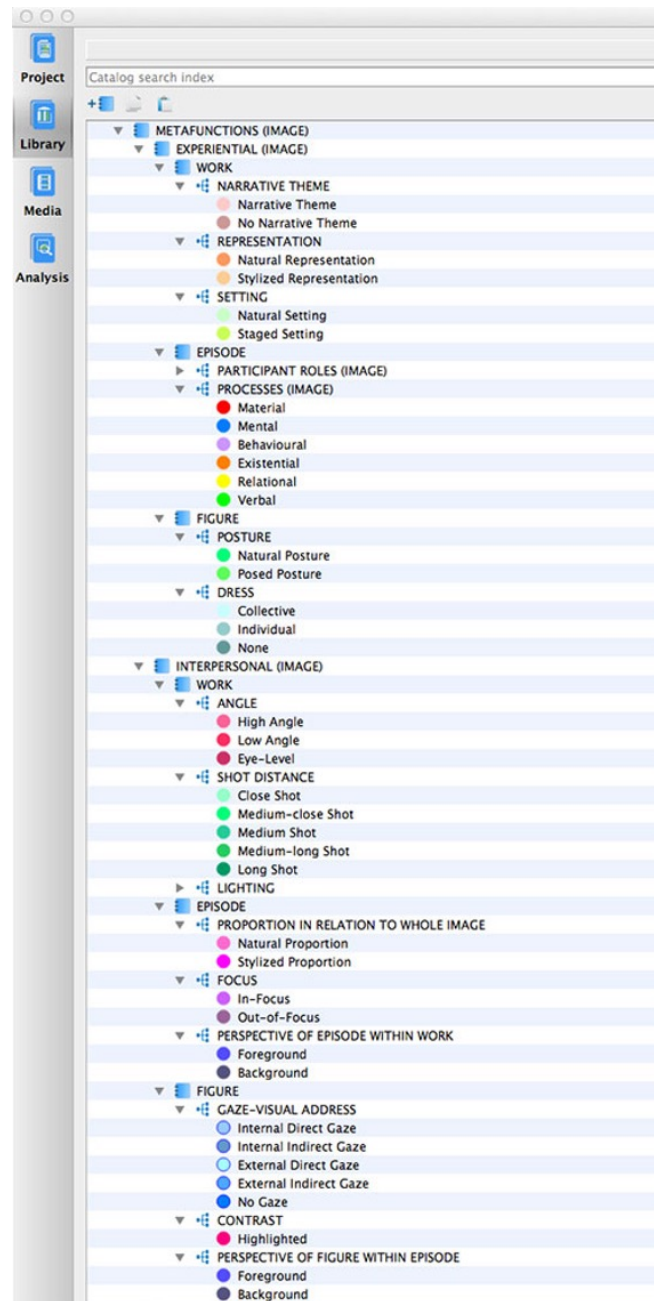 Project
Library
Media
Analysis
Catalog search index
METAFUNCTIONS (IMAGE)
EXPERIENTIAL (IMAGE)
WORK
NARRATIVE THEME
Narrative Theme
No Narrative Theme
REPRESENTATION
Natural Representation
Stylized Representation
SETTING
Natural Setting
Staged Setting
EPISODE
PARTICIPANT ROLES (IMAGE)
PROCESSES (IMAGE)
Material
Mental
Behavioural
Existential
Relational
Verbal
FIGURE
POSTURE
Natural Posture
Posed Posture
DRESS
Collective
Individual
None
INTERPERSONAL (IMAGE)
WORK
ANGLE
High Angle
Low Angle
Eye-Level
SHOT DISTANCE
Close Shot
Medium-close Shot
Medium Shot
Medium-long Shot
Long Shot
LIGHTING
EPISODE
PROPORTION IN RELATION TO WHOLE IMAGE
Natural Proportion
Stylized Proportion
FOCUS
In-Focus
Out-of-Focus
PERSPECTIVE OF EPISODE WITHIN WORK
Foreground
Background
FIGURE
GAZE-VISUAL ADDRESS
Internal Direct Gaze
Internal Indirect Gaze
External Direct Gaze
External Indirect Gaze
No Gaze
CONTRAST
Highlighted
PERSPECTIVE OF FIGURE WITHIN EPISODE
Foreground
Background